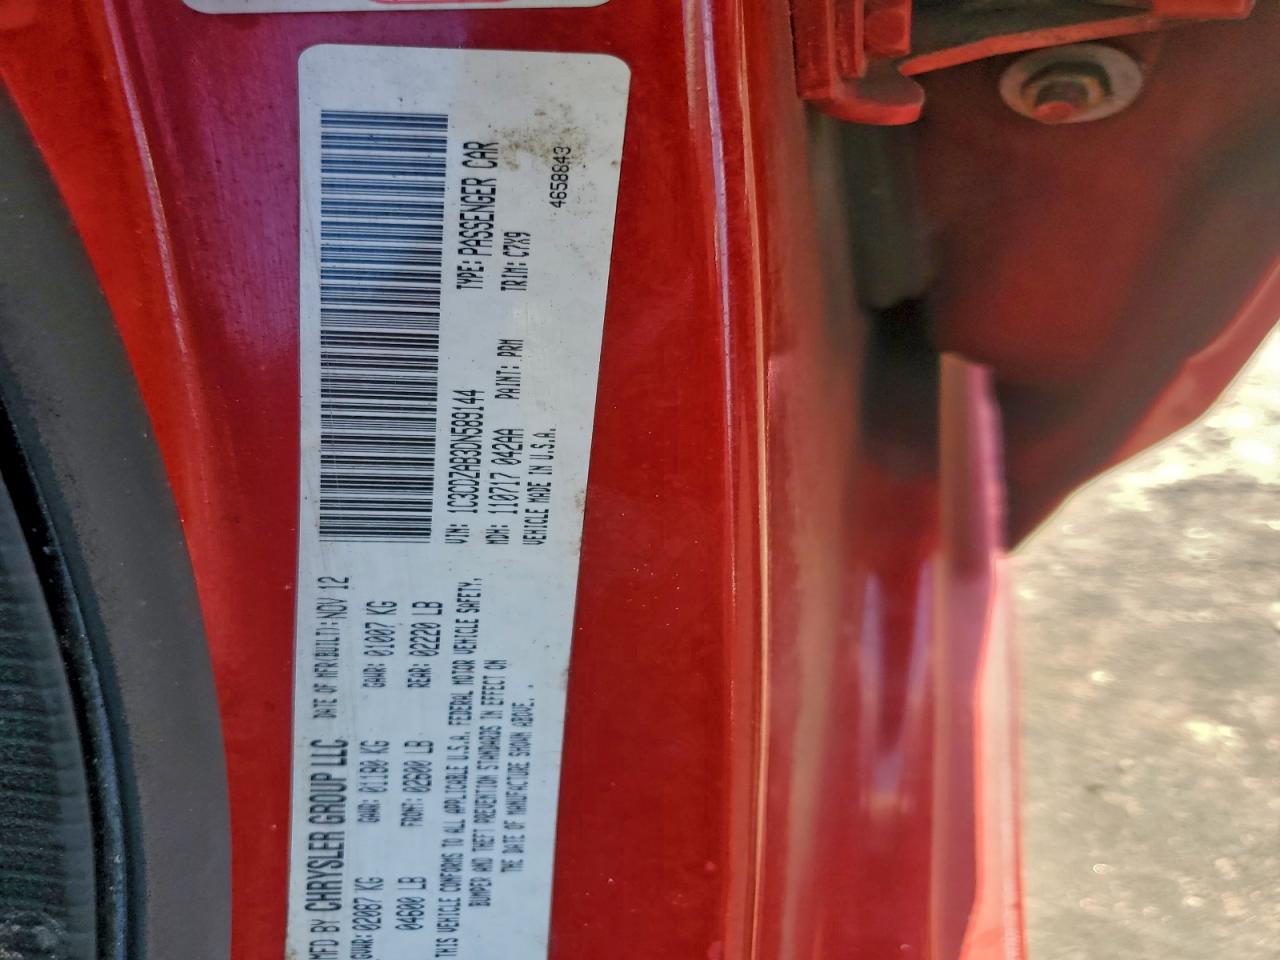 MFD BY CHRYSLER GROUP LLC DATE OF MFR(BUILT): NOV 12
GVWR: 02087 KG GAWR: 01180 KG GAWR: 01007 KG
04600 LB FRONT: 02600 LB REAR: 02220 LB
THIS VEHICLE CONFORMS TO ALL APPLICABLE U.S.A. FEDERAL MOTOR VEHICLE SAFETY,
BUMPER AND THEFT PREVENTION STANDARDS IN EFFECT ON
THE DATE OF MANUFACTURE SHOWN ABOVE.
VIN: 1C3CDZAB3DN589144 TYPE: PASSENGER CAR
MDH: 110717 042AA PAINT: PRM TRIM: C7X9
VEHICLE MADE IN U.S.A.
4658843